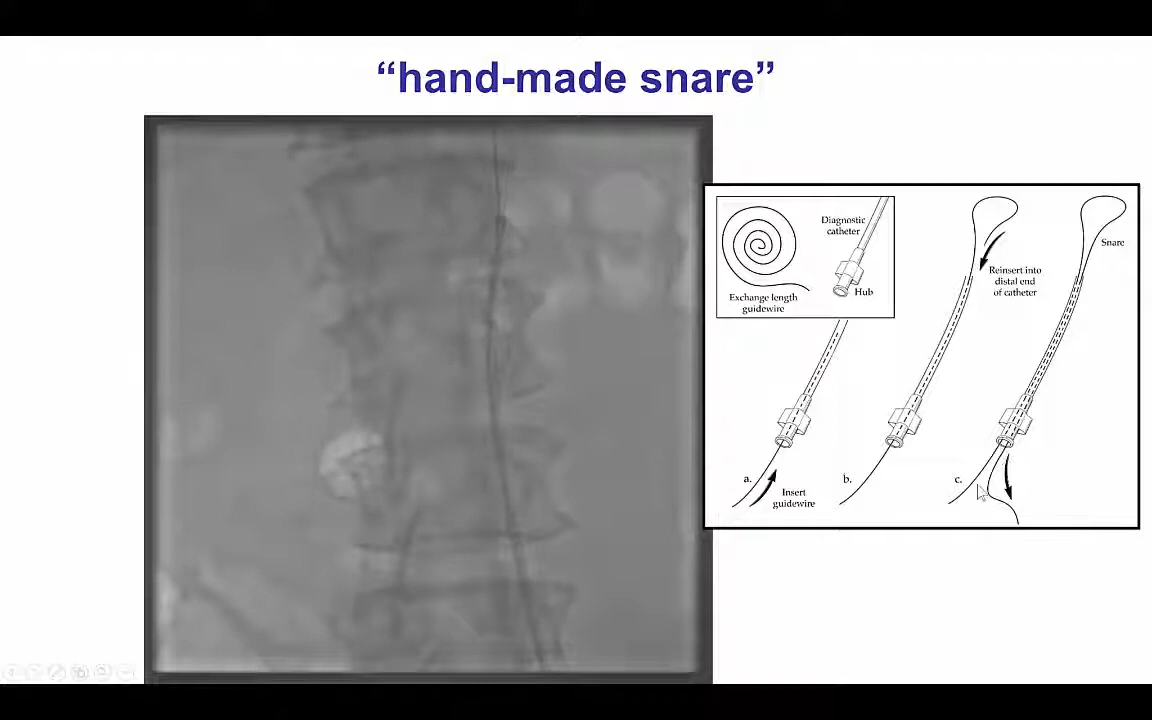 “hand-made snare”
Diagnostic
catheter
Hub
Exchange length
guidewire
Reinsert into
distal end
of catheter
Snare
a.
Insert
guidewire
b.
c.